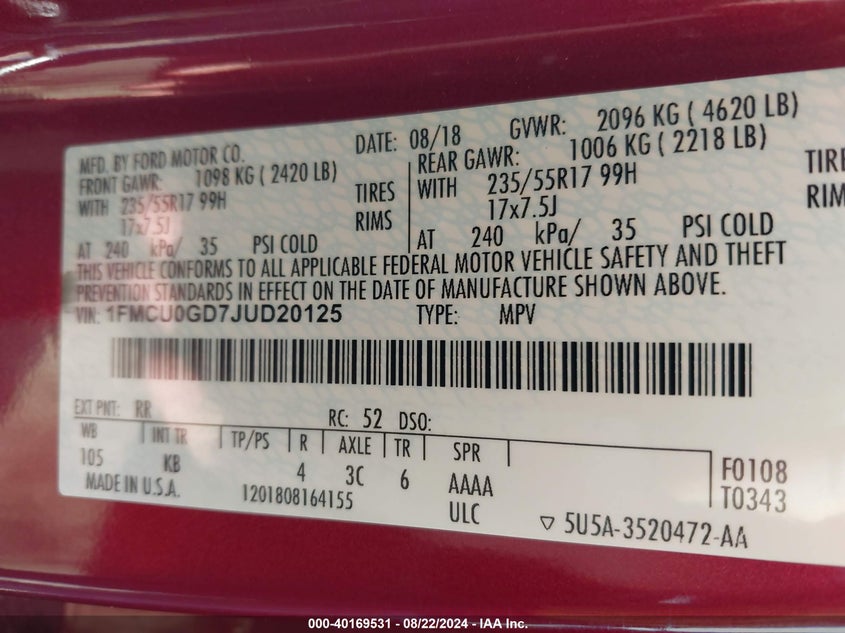 MFD. BY FORD MOTOR CO. DATE: 08/18 GVWR: 2096 KG ( 4620 LB)
FRONT GAWR: 1098 KG ( 2420 LB) REAR GAWR: 1006 KG ( 2218 LB)
WITH 235/55R17 99H TIRES WITH 235/55R17 99H TIRE
17x7.5J RIMS 17x7.5J RIM
AT 240 kPa/ 35 PSI COLD AT 240 kPa/ 35 PSI COLD
THIS VEHICLE CONFORMS TO ALL APPLICABLE FEDERAL MOTOR VEHICLE SAFETY AND THEFT
PREVENTION STANDARDS IN EFFECT ON THE DATE OF MANUFACTURE SHOWN ABOVE.
VIN: 1FMCU0GD7JUD20125 TYPE: MPV
EXT PNT: RR RC: 52 DSO:
WB INT TR TP/PS R AXLE TR SPR
105 KB 4 3C 6 AAAA
F0108
MADE IN U.S.A. 1201808164155 ULC
T0343
▽ 5U5A-3520472-AA
000-40169531 - 08/22/2024 - IAA Inc.